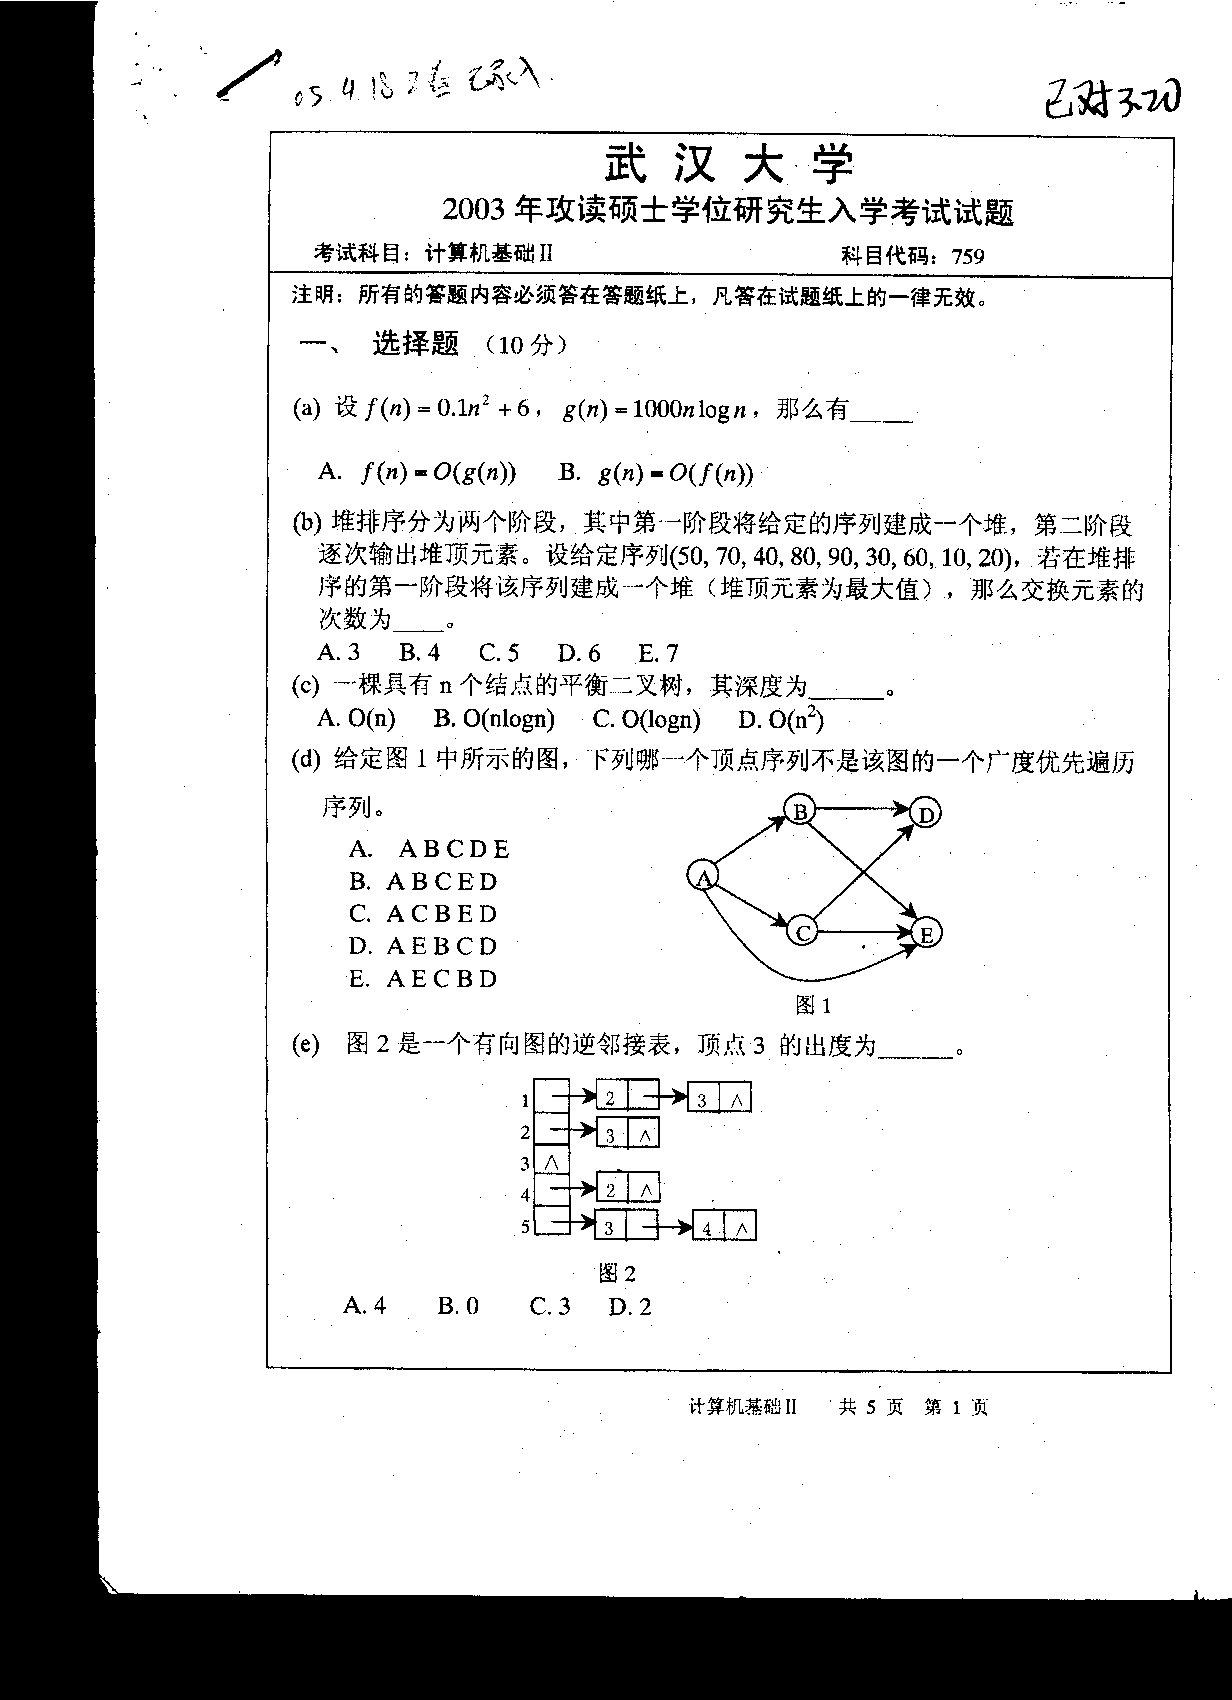 05.4.18 已录入
已对 3.20
武 汉 大 学
2003 年攻读硕士学位研究生入学考试试题
考试科目：计算机基础Ⅱ 科目代码：759
注明：所有的答题内容必须答在答题纸上，凡答在试题纸上的一律无效。
一、 选择题 （10 分）
(a) 设 f(n) = 0.1n² + 6， g(n) = 1000n log n，那么有_____
A. f(n) = O(g(n)) B. g(n) = O(f(n))
(b) 堆排序分为两个阶段，其中第一阶段将给定的序列建成一个堆，第二阶段
逐次输出堆顶元素。设给定序列(50, 70, 40, 80, 90, 30, 60, 10, 20)，若在堆排
序的第一阶段将该序列建成一个堆（堆顶元素为最大值），那么交换元素的
次数为____。
A. 3 B. 4 C. 5 D. 6 E. 7
(c) 一棵具有 n 个结点的平衡二叉树，其深度为______。
A. O(n) B. O(nlogn) C. O(logn) D. O(n²)
(d) 给定图 1 中所示的图，下列哪一个顶点序列不是该图的一个广度优先遍历
序列。
A. A B C D E
B. A B C E D
C. A C B E D
D. A E B C D
E. A E C B D
B D
A
C E
图 1
(e) 图 2 是一个有向图的逆邻接表，顶点 3 的出度为______。
1 2 3 ∧
2 3 ∧
3 ∧
4 2 ∧
5 3 4 ∧
图 2
A. 4 B. 0 C. 3 D. 2
计算机基础Ⅱ 共 5 页 第 1 页